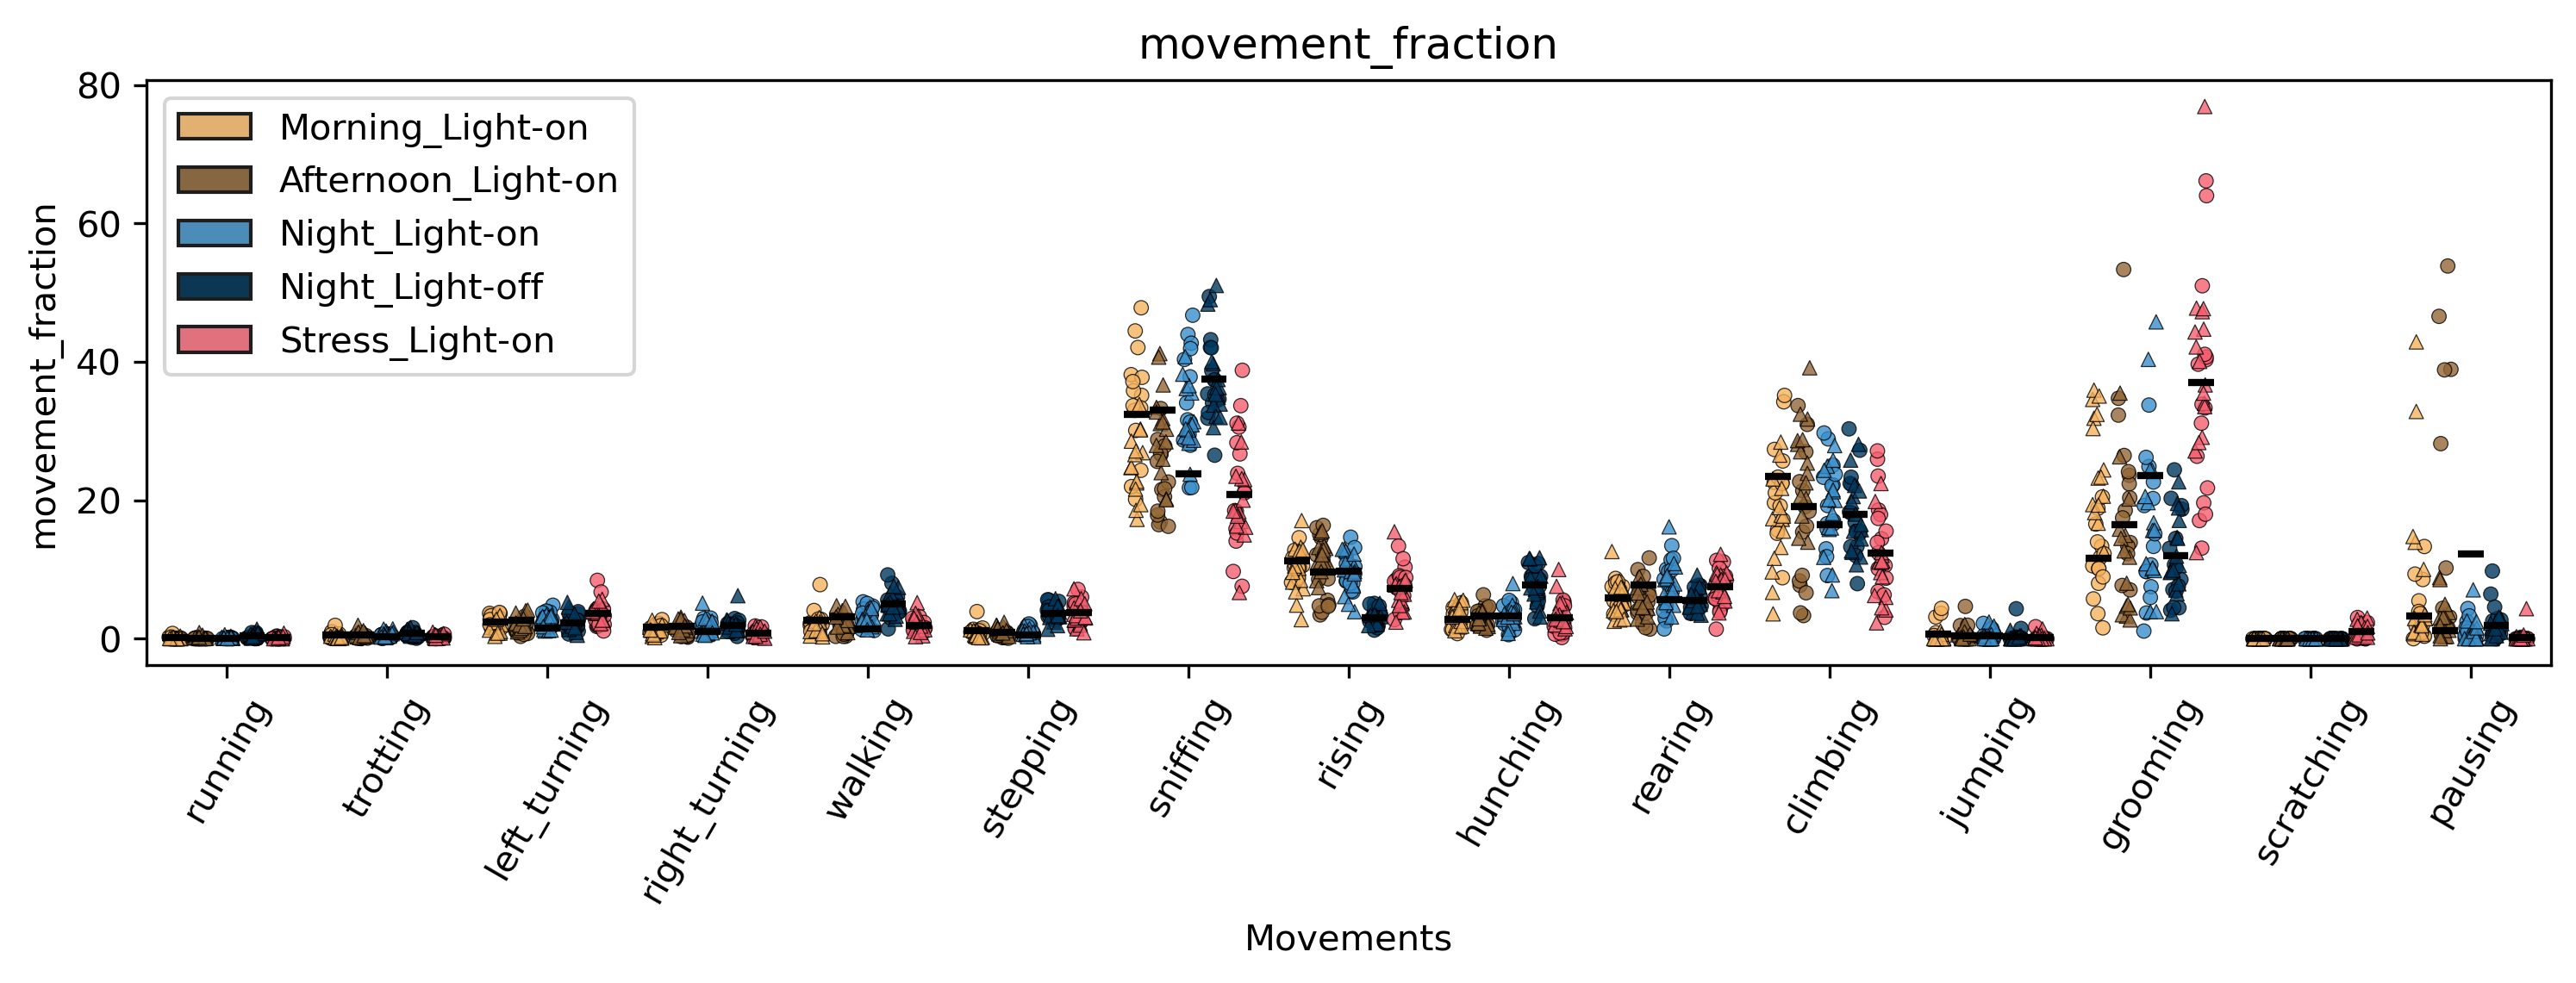 movement_fraction
movement_fraction
80
60
40
20
0
Morning_Light-on
Afternoon_Light-on
Night_Light-on
Night_Light-off
Stress_Light-on
running
trotting
left_turning
right_turning
walking
stepping
sniffing
rising
hunching
rearing
climbing
jumping
grooming
scratching
pausing
Movements